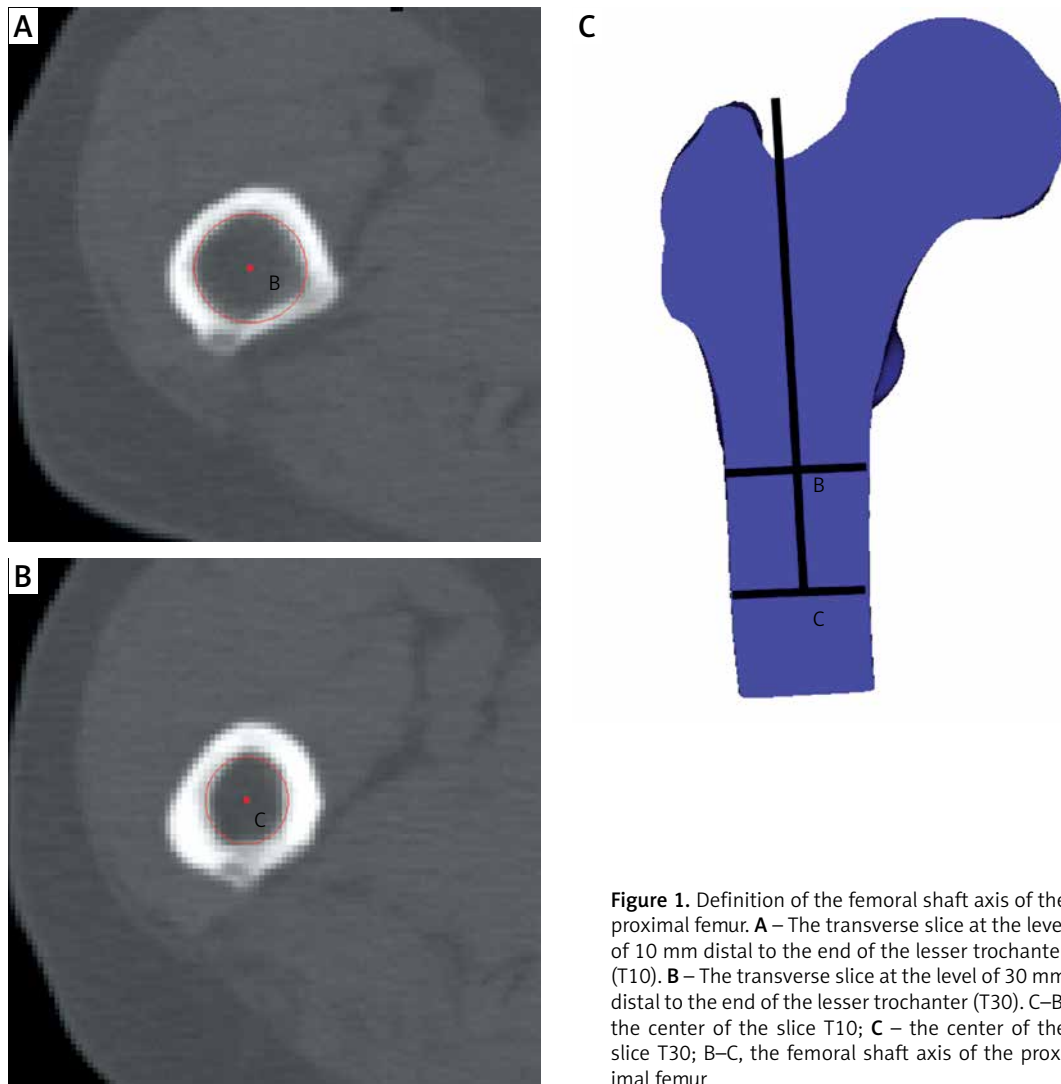 A
B
B
C
C
B
C
Figure 1. Definition of the femoral shaft axis of the
proximal femur. A – The transverse slice at the level
of 10 mm distal to the end of the lesser trochanter
(T10). B – The transverse slice at the level of 30 mm
distal to the end of the lesser trochanter (T30). C–B,
the center of the slice T10; C – the center of the
slice T30; B–C, the femoral shaft axis of the prox
imal femur